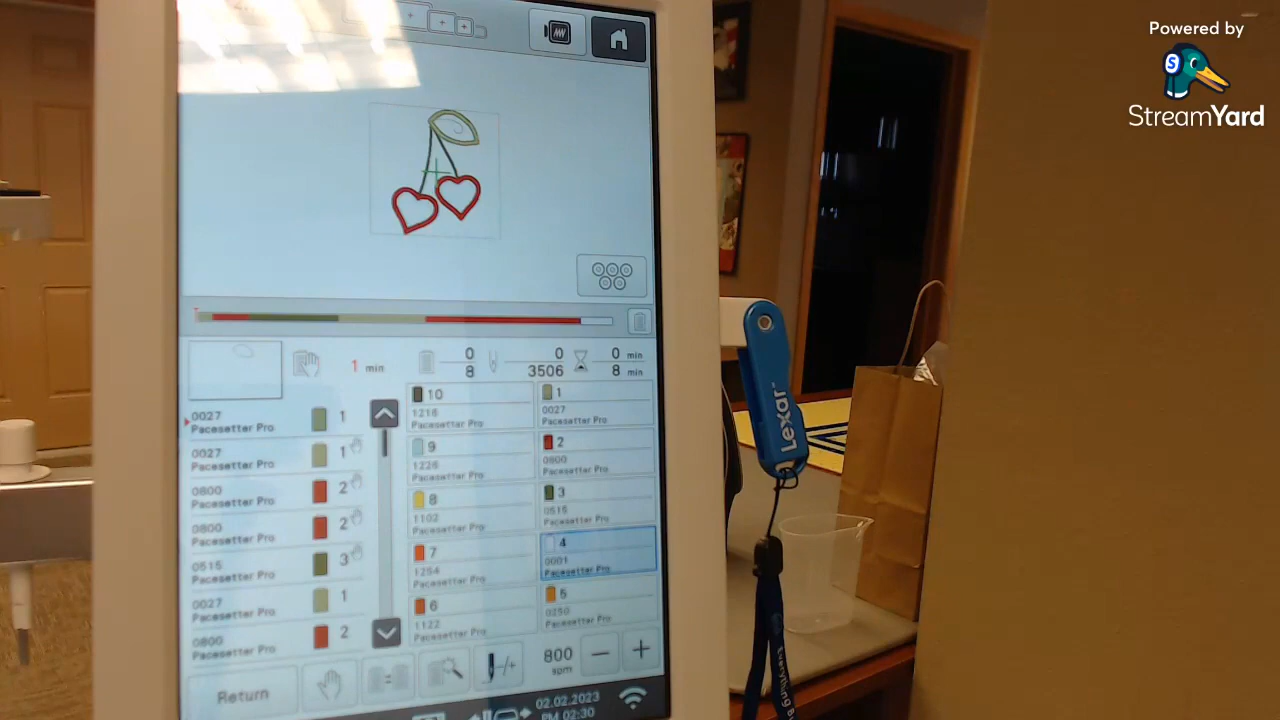 Powered by
StreamYard
0 0 0 min
1 min 8 3506 8 min
0027 1
Pacesetter Pro
0027 1
Pacesetter Pro
0800 2
Pacesetter Pro
0800 2
Pacesetter Pro
0515 3
Pacesetter Pro
0027 1
Pacesetter Pro
0800 2
Pacesetter Pro
10
1216
Pacesetter Pro
9
1226
Pacesetter Pro
8
1102
Pacesetter Pro
7
1254
Pacesetter Pro
6
1122
Pacesetter Pro
1
0027
Pacesetter Pro
2
0800
Pacesetter Pro
3
0515
Pacesetter Pro
4
0001
Pacesetter Pro
5
0250
Pacesetter Pro
Return
800
spm
02.02.2023
PM 02:30
Lexar